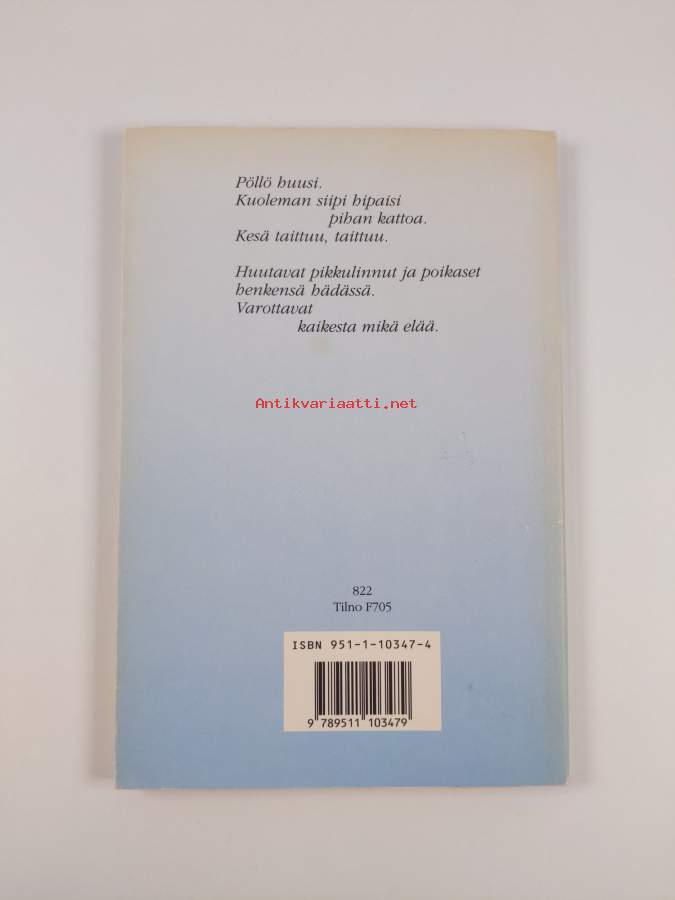 Pöllö huusi.
Kuoleman siipi hipaisi
pihan kattoa.
Kesä taittuu, taittuu.
Huutavat pikkulinnut ja poikaset
henkensä hädässä.
Varottavat
kaikesta mikä elää.
Antikvariaatti.net
822
Tilno F705
ISBN 951-1-10347-4
9 789511 103479